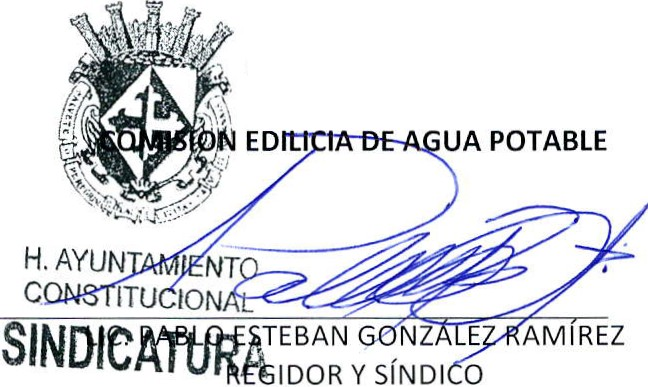 COMISIÓN EDILICIA DE AGUA POTABLE
H. AYUNTAMIENTO
CONSTITUCIONAL
SINDICATURA
LIC. PABLO ESTEBAN GONZÁLEZ RAMÍREZ
REGIDOR Y SÍNDICO